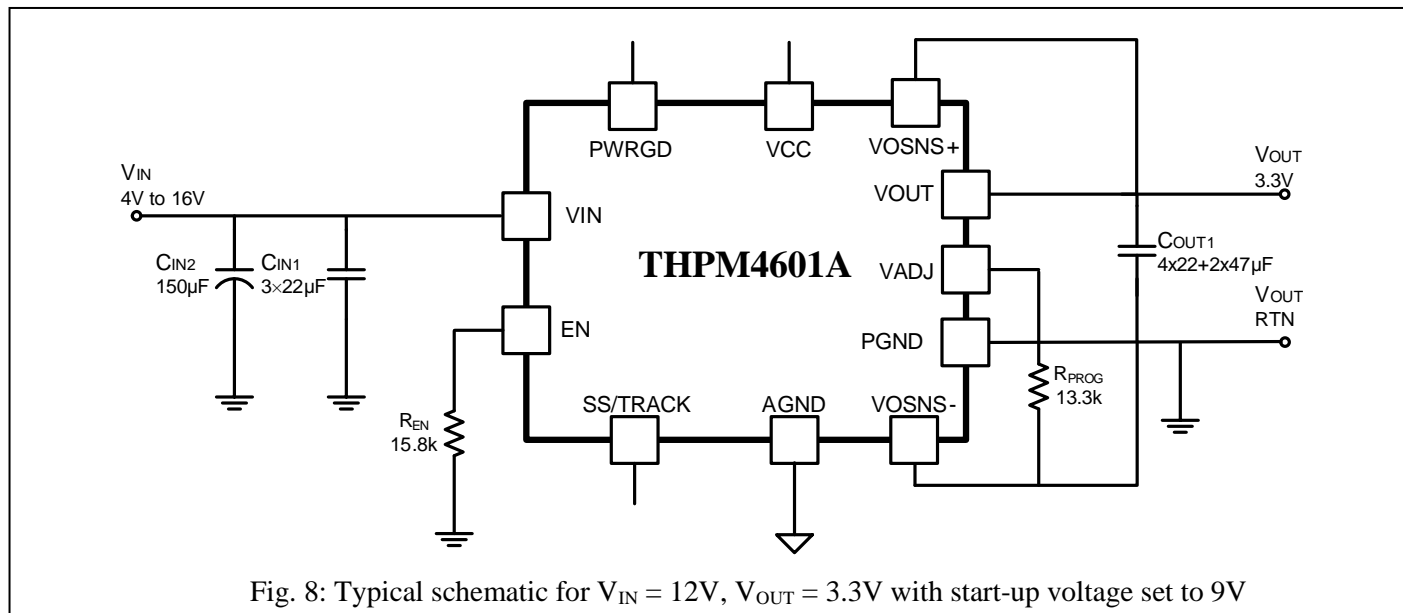 PWRGD
VCC
VOSNS+
VIN
4V to 16V
VOUT
VOUT
3.3V
VIN
THPM4601A
VADJ
CIN2
150µF
CIN1
3×22µF
COUT1
4x22+2x47µF
EN
PGND
VOUT
RTN
RPROG
13.3k
REN
15.8k
SS/TRACK
AGND
VOSNS-
Fig. 8: Typical schematic for VIN = 12V, VOUT = 3.3V with start-up voltage set to 9V